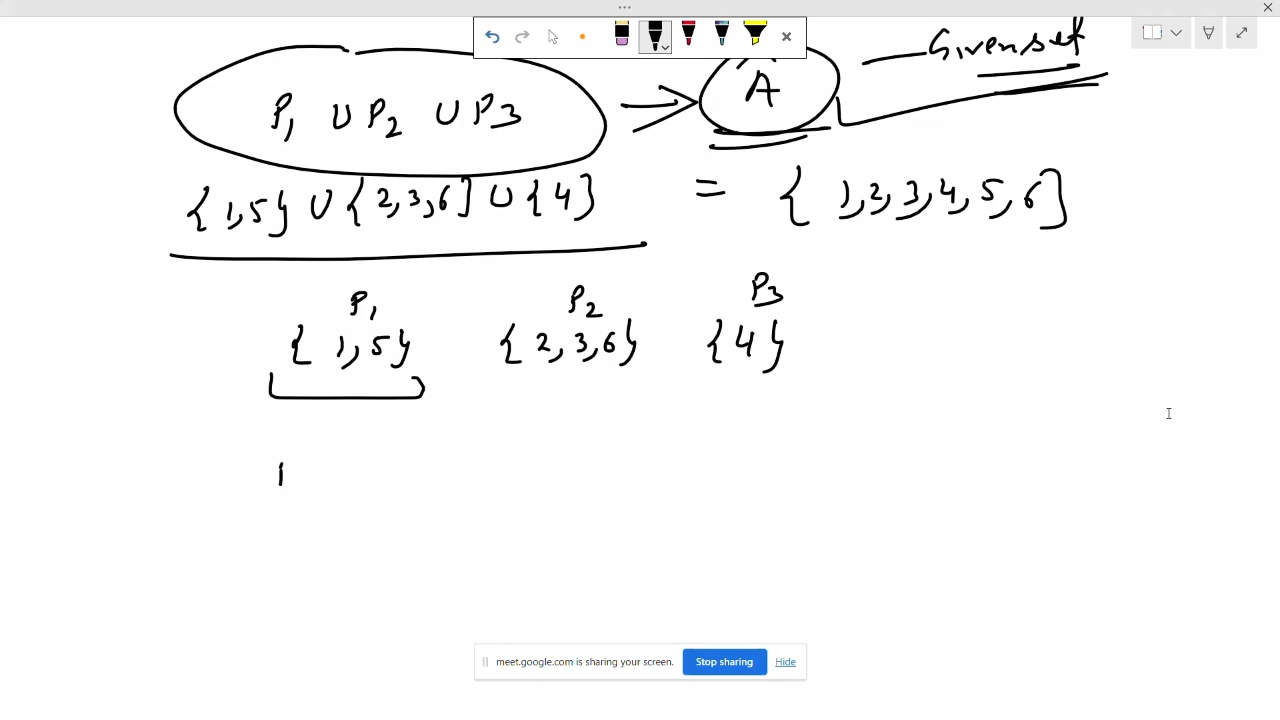 Given set
P1 U P2 U P3 => A
{1,5} U {2,3,6] U {4} = { 1,2,3,4,5,6]
P1 P2 P3
{ 1,5} { 2,3,6} {4}
meet.google.com is sharing your screen. Stop sharing Hide